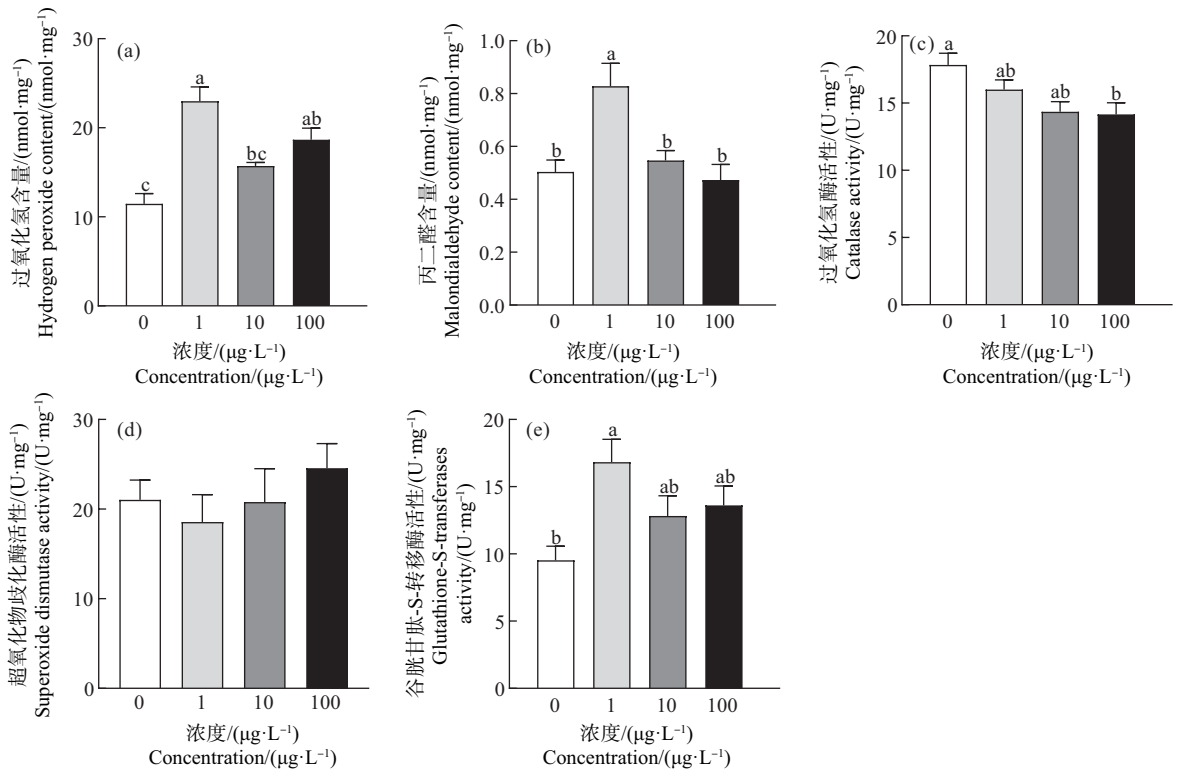 (a)
过氧化氢含量/(nmol·mg⁻¹)
Hydrogen peroxide content/(nmol·mg⁻¹)
30
20
10
0
c
a
bc
ab
0 1 10 100
浓度/(μg·L⁻¹)
Concentration/(μg·L⁻¹)
(b)
丙二醛含量/(nmol·mg⁻¹)
Malondialdehyde content/(nmol·mg⁻¹)
1.0
0.8
0.6
0.4
0.2
0.0
b
a
b
b
0 1 10 100
浓度/(μg·L⁻¹)
Concentration/(μg·L⁻¹)
(c)
过氧化氢酶活性/(U·mg⁻¹)
Catalase activity/(U·mg⁻¹)
20
15
10
5
0
a
ab
ab
b
0 1 10 100
浓度/(μg·L⁻¹)
Concentration/(μg·L⁻¹)
(d)
超氧化物歧化酶活性/(U·mg⁻¹)
Superoxide dismutase activity/(U·mg⁻¹)
30
20
10
0
0 1 10 100
浓度/(μg·L⁻¹)
Concentration/(μg·L⁻¹)
(e)
谷胱甘肽-S-转移酶活性/(U·mg⁻¹)
Glutathione-S-transferases
activity/(U·mg⁻¹)
20
15
10
5
0
b
a
ab
ab
0 1 10 100
浓度/(μg·L⁻¹)
Concentration/(μg·L⁻¹)